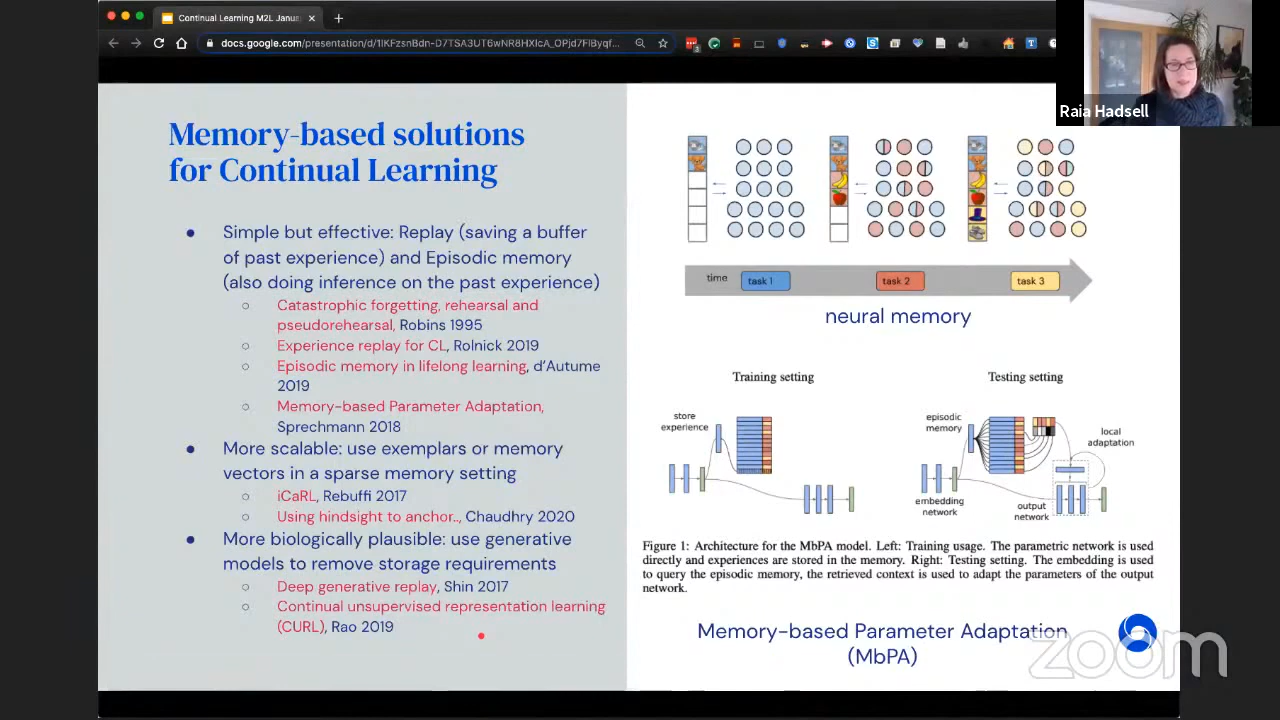 Continual Learning M2L Janua
docs.google.com/presentation/d/1lKFzsnBdn-D7TSA3UT6wNR8HXIcA_OPjd7FlByqf...
Raia Hadsell
Memory-based solutions
for Continual Learning
Simple but effective: Replay (saving a buffer
of past experience) and Episodic memory
(also doing inference on the past experience)
Catastrophic forgetting, rehearsal and
pseudorehearsal, Robins 1995
Experience replay for CL, Rolnick 2019
Episodic memory in lifelong learning, d'Autume
2019
Memory-based Parameter Adaptation,
Sprechmann 2018
More scalable: use exemplars or memory
vectors in a sparse memory setting
iCaRL, Rebuffi 2017
Using hindsight to anchor.., Chaudhry 2020
More biologically plausible: use generative
models to remove storage requirements
Deep generative replay, Shin 2017
Continual unsupervised representation learning
(CURL), Rao 2019
time task 1 task 2 task 3
neural memory
Training setting
Testing setting
store
experience
episodic
memory
local
adaptation
embedding
network
output
network
Figure 1: Architecture for the MbPA model. Left: Training usage. The parametric network is used
directly and experiences are stored in the memory. Right: Testing setting. The embedding is used
to query the episodic memory, the retrieved context is used to adapt the parameters of the output
network.
Memory-based Parameter Adaptation
(MbPA)
zoom